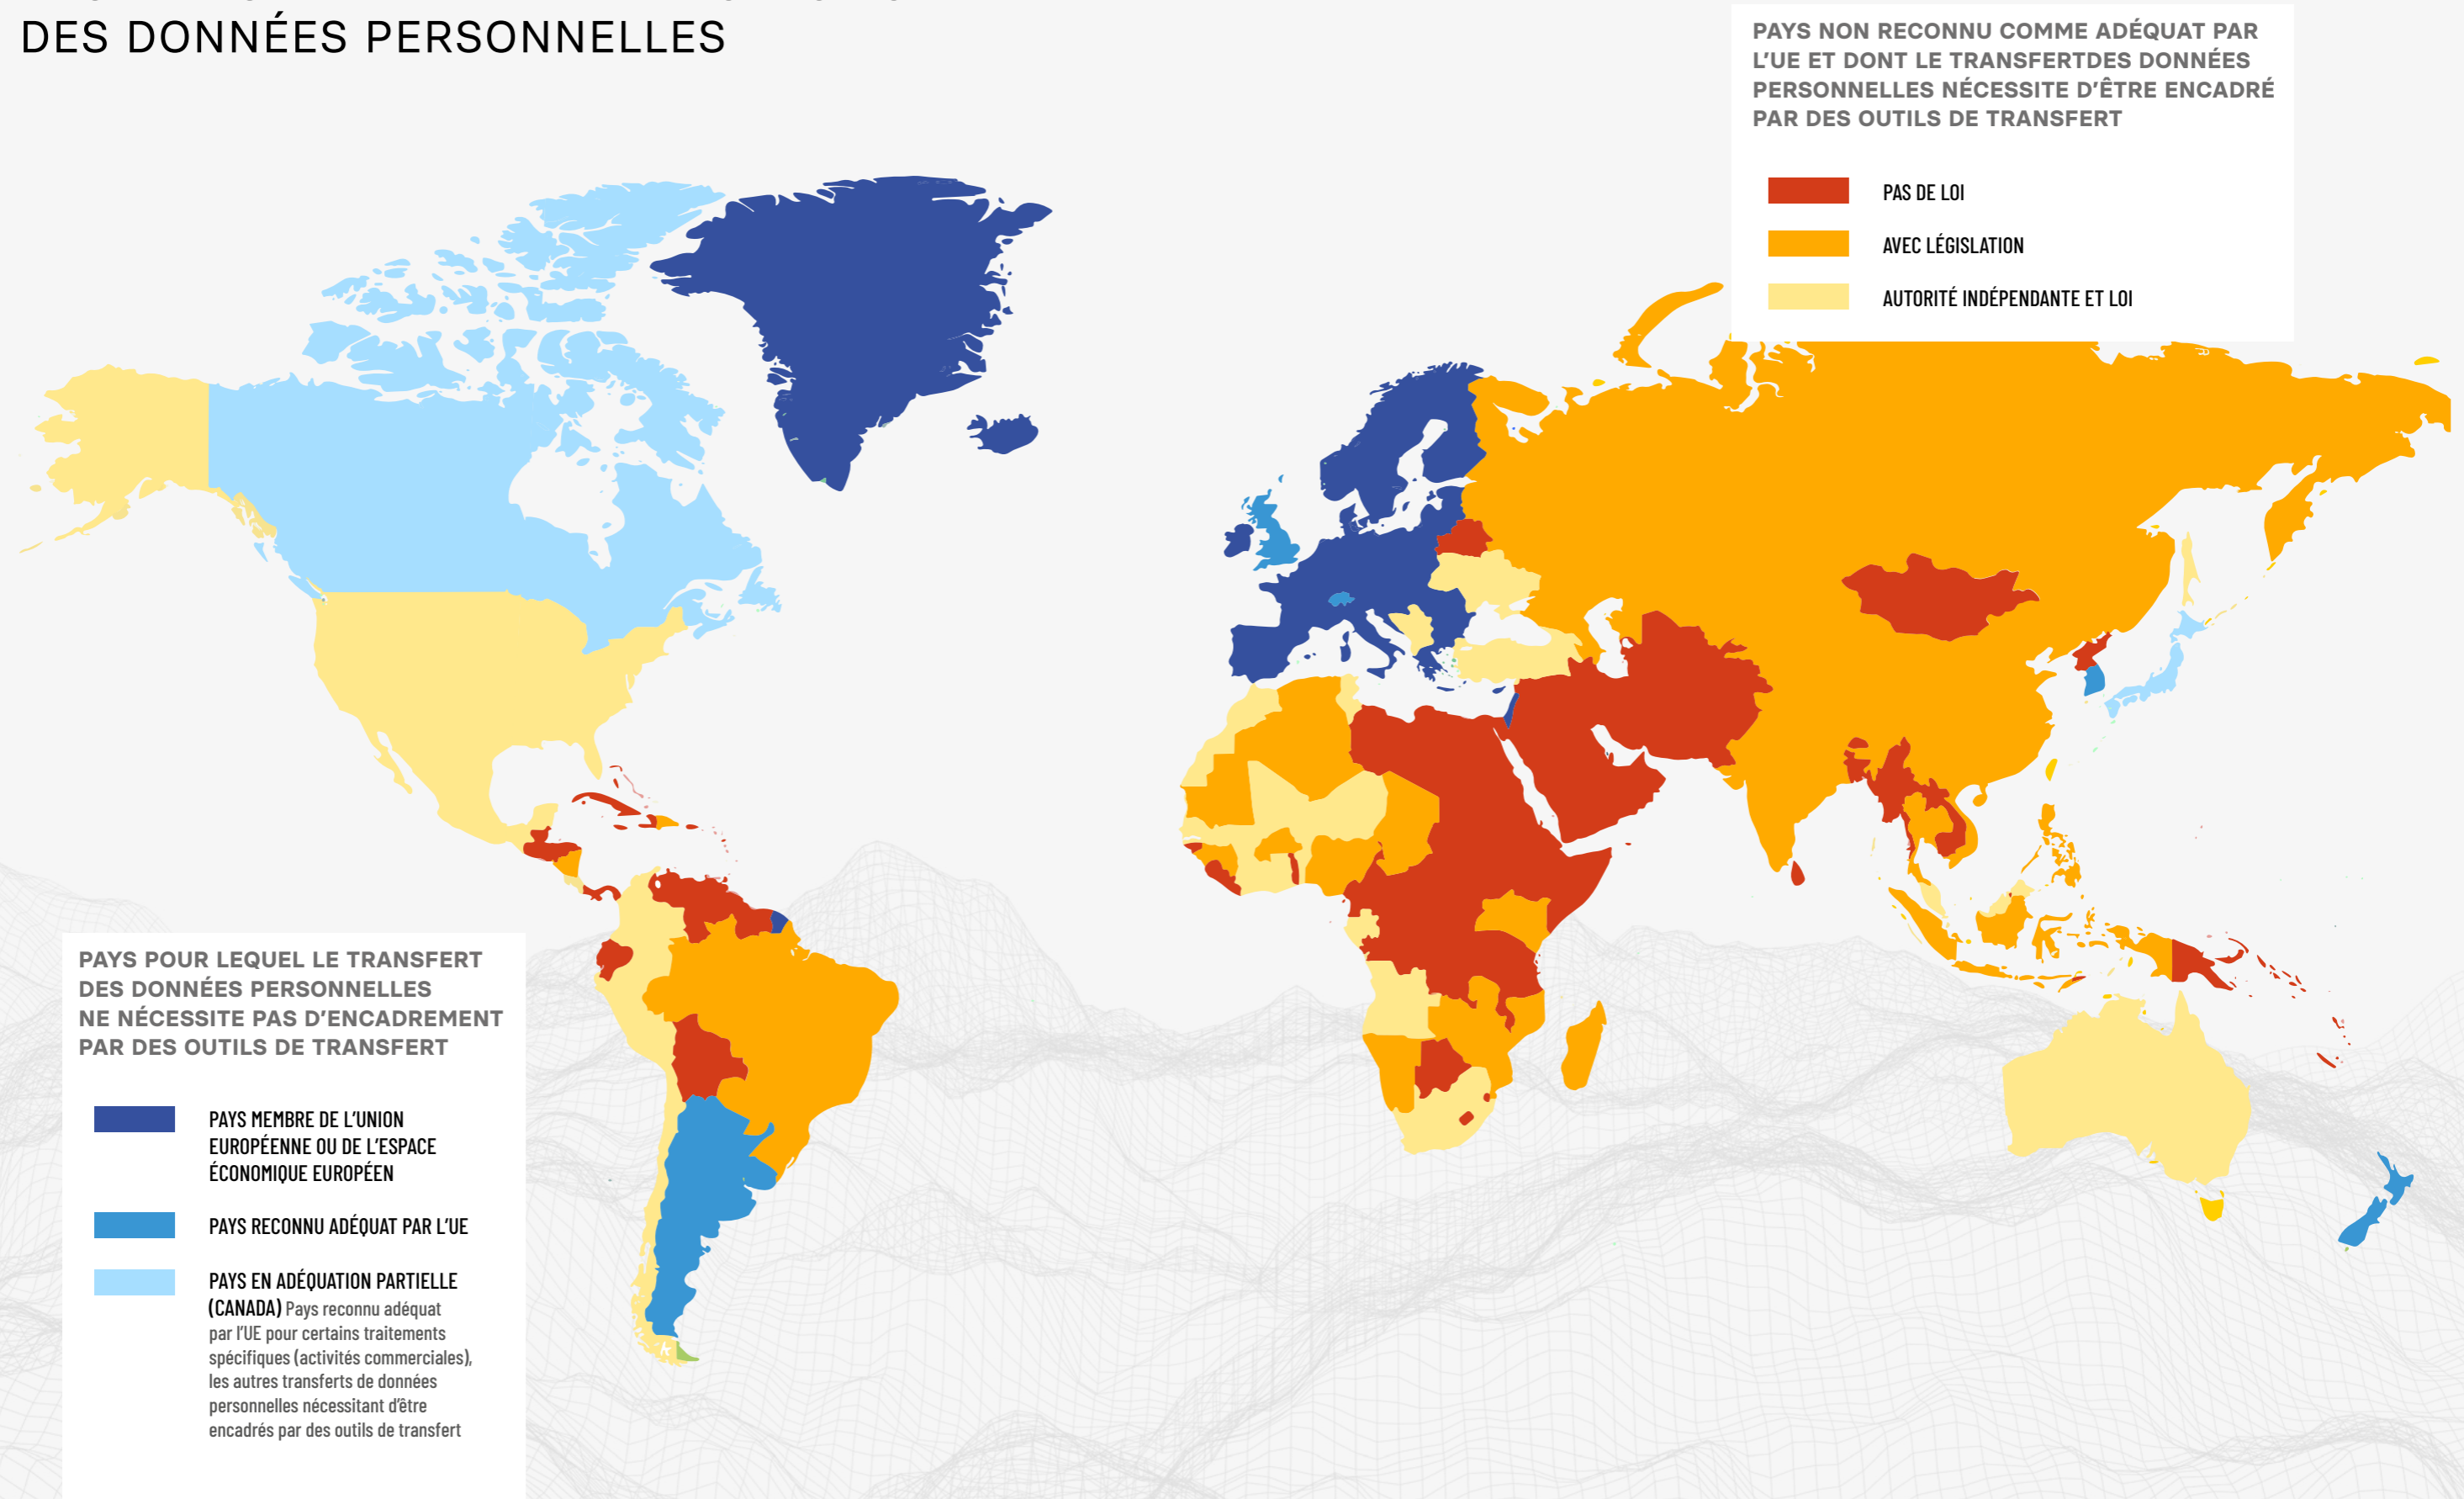 DES DONNÉES PERSONNELLES
PAYS NON RECONNU COMME ADÉQUAT PAR
L'UE ET DONT LE TRANSFERTDES DONNÉES
PERSONNELLES NÉCESSITE D'ÊTRE ENCADRÉ
PAR DES OUTILS DE TRANSFERT
PAS DE LOI
AVEC LÉGISLATION
AUTORITÉ INDÉPENDANTE ET LOI
PAYS POUR LEQUEL LE TRANSFERT
DES DONNÉES PERSONNELLES
NE NÉCESSITE PAS D'ENCADREMENT
PAR DES OUTILS DE TRANSFERT
PAYS MEMBRE DE L'UNION
EUROPÉENNE OU DE L'ESPACE
ÉCONOMIQUE EUROPÉEN
PAYS RECONNU ADÉQUAT PAR L'UE
PAYS EN ADÉQUATION PARTIELLE
(CANADA) Pays reconnu adéquat
par l'UE pour certains traitements
spécifiques (activités commerciales),
les autres transferts de données
personnelles nécessitant d'être
encadrés par des outils de transfert